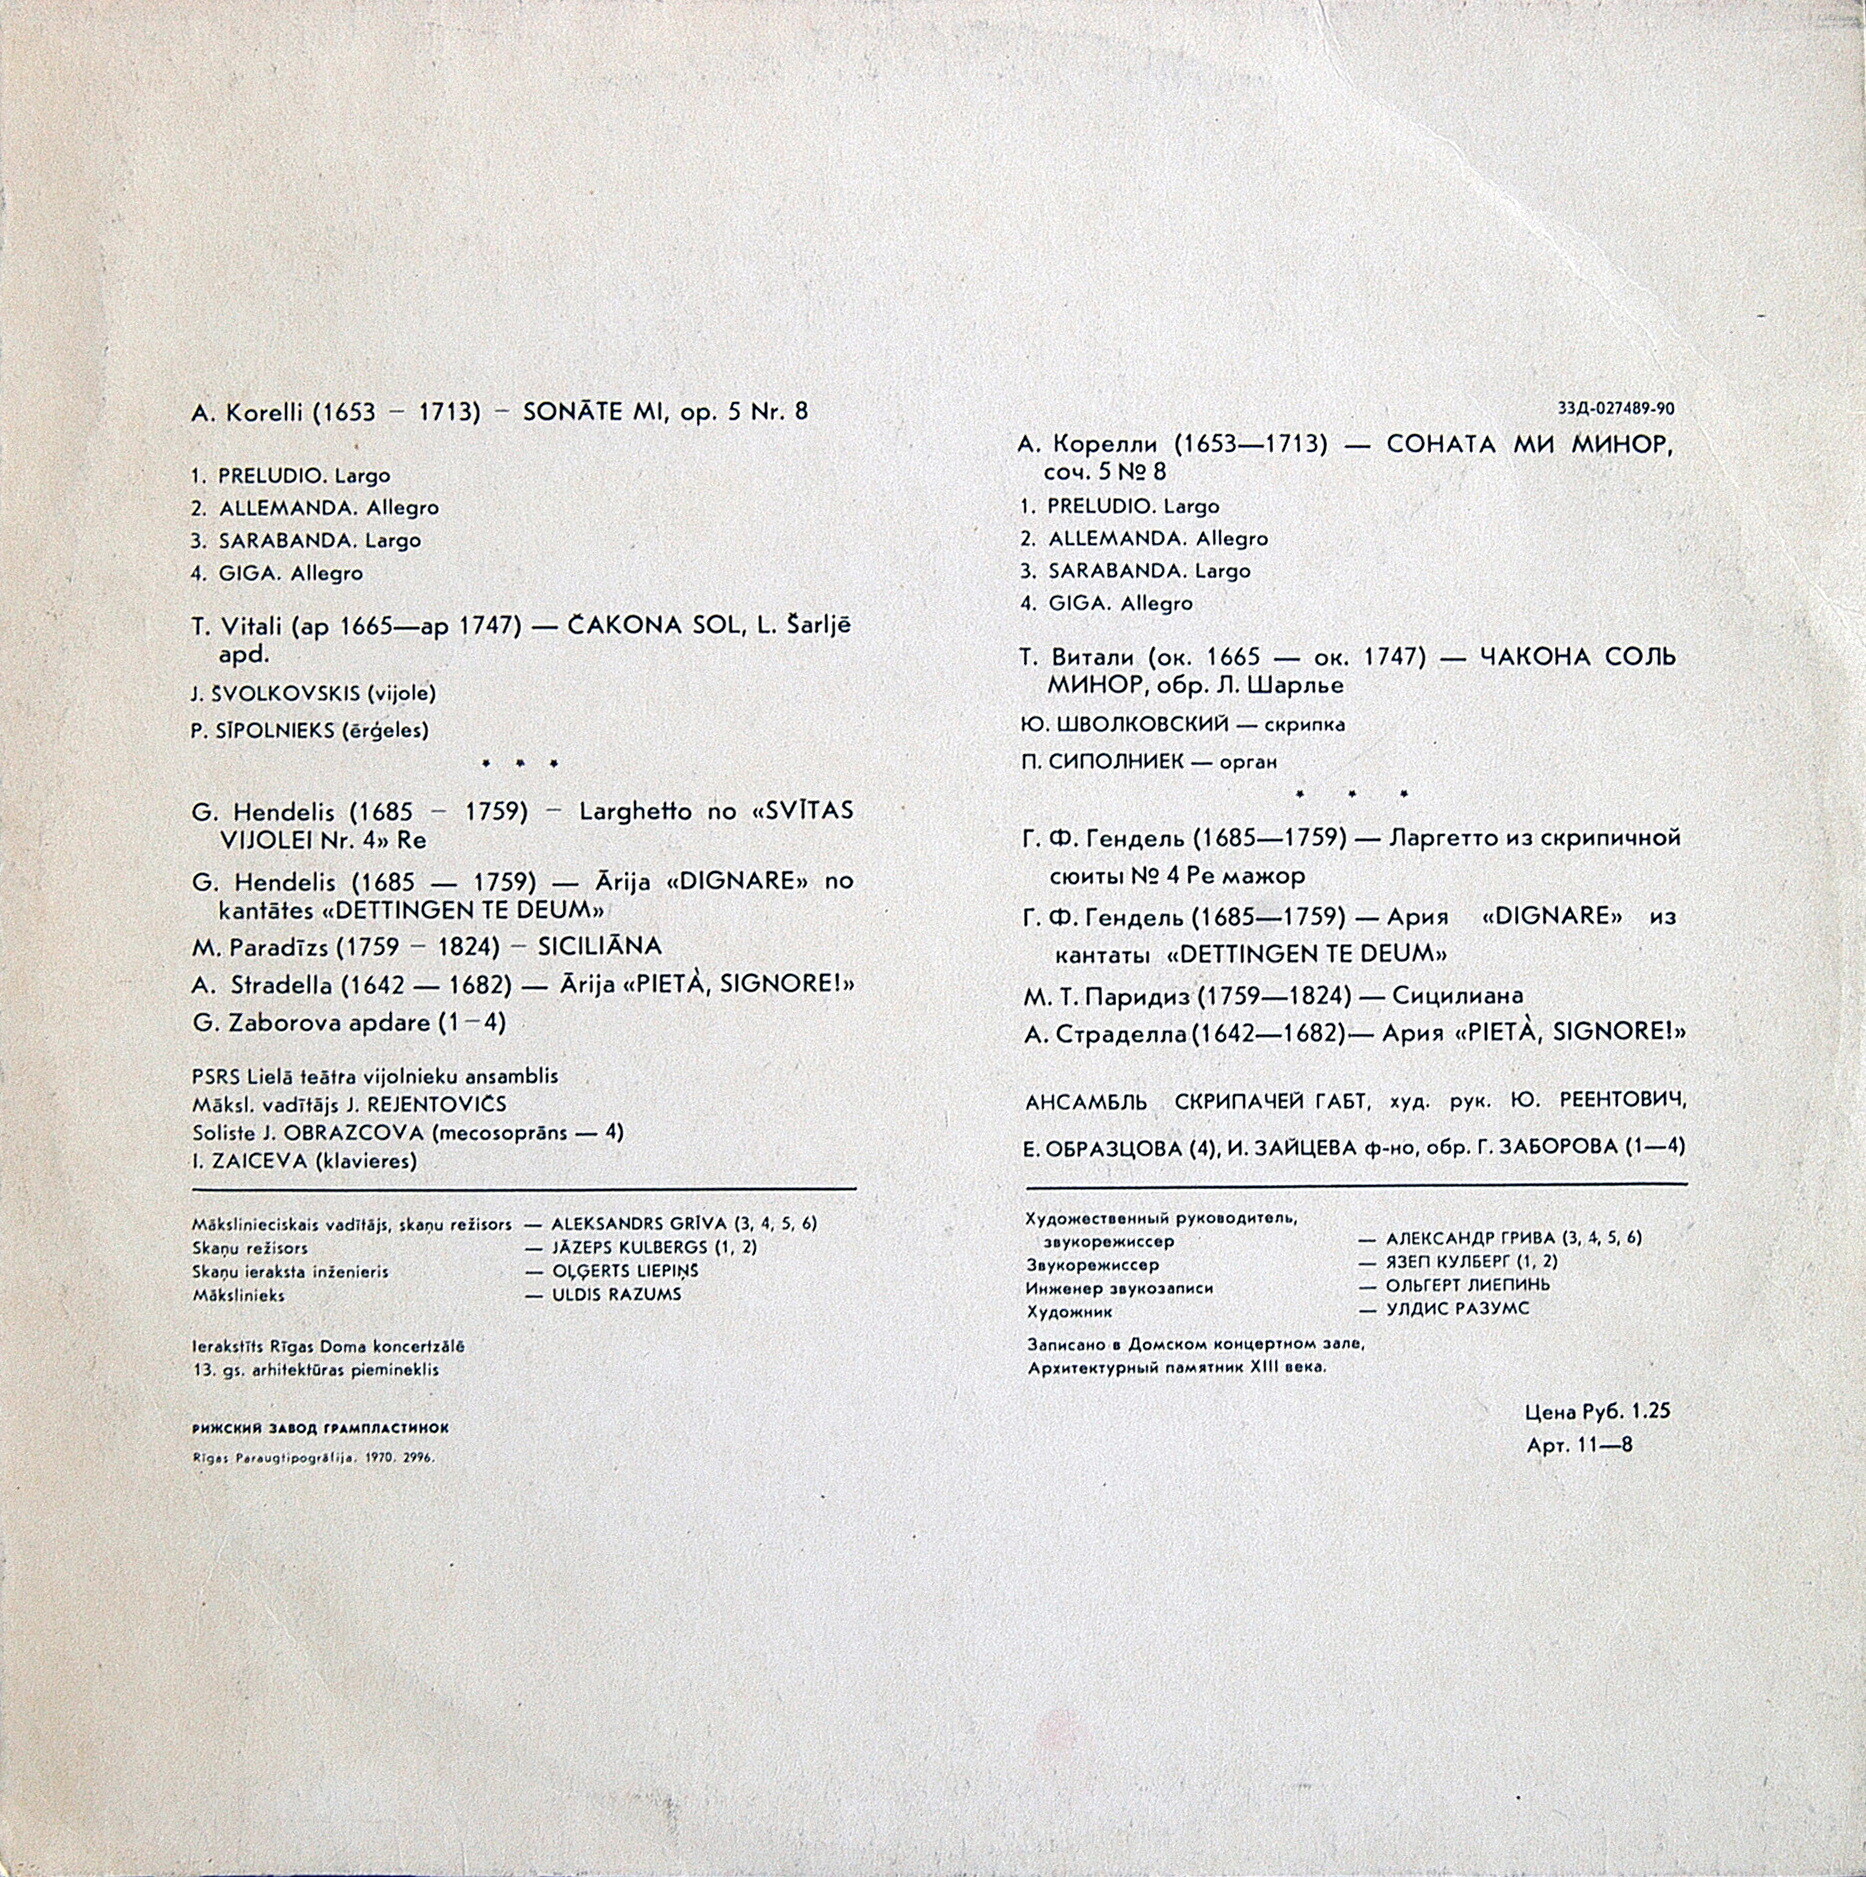 A. Korelli (1653 – 1713) – SONĀTE MI, op. 5 Nr. 8
1. PRELUDIO. Largo
2. ALLEMANDA. Allegro
3. SARABANDA. Largo
4. GIGA. Allegro
T. Vitali (ap 1665—ap 1747) — ČAKONA SOL, L. Šarljē
apd.
J. ŠVOLKOVSKIS (vijole)
P. SĪPOLNIEKS (ērģeles)
* * *
G. Hendelis (1685 – 1759) – Larghetto no «SVĪTAS
VIJOLEI Nr. 4» Re
G. Hendelis (1685 — 1759) — Ārija «DIGNARE» no
kantātes «DETTINGEN TE DEUM»
M. Paradīzs (1759 – 1824) – SICILIĀNA
A. Stradella (1642 — 1682) — Ārija «PIETÀ, SIGNORE!»
G. Zaborova apdare (1–4)
PSRS Lielā teātra vijolnieku ansamblis
Māksl. vadītājs J. REJENTOVIČS
Soliste J. OBRAZCOVA (mecosoprāns — 4)
I. ZAICEVA (klavieres)
Mākslinieciskais vadītājs, skaņu režisors — ALEKSANDRS GRĪVA (3, 4, 5, 6)
Skaņu režisors — JĀZEPS KULBERGS (1, 2)
Skaņu ieraksta inženieris — OĻĢERTS LIEPIŅŠ
Mākslinieks — ULDIS RAZUMS
Ierakstīts Rīgas Doma koncertzālē
13. gs. arhitektūras piemineklis
РИЖСКИЙ ЗАВОД ГРАМПЛАСТИНОК
Rīgas Paraugtipogrāfija. 1970. 2996.
33Д-027489-90
А. Корелли (1653—1713) — СОНАТА МИ МИНОР,
соч. 5 № 8
1. PRELUDIO. Largo
2. ALLEMANDA. Allegro
3. SARABANDA. Largo
4. GIGA. Allegro
Т. Витали (ок. 1665 — ок. 1747) — ЧАКОНА СОЛЬ
МИНОР, обр. Л. Шарлье
Ю. ШВОЛКОВСКИЙ — скрипка
П. СИПОЛНИЕК — орган
* * *
Г. Ф. Гендель (1685—1759) — Ларгетто из скрипичной
сюиты № 4 Ре мажор
Г. Ф. Гендель (1685—1759) — Ария «DIGNARE» из
кантаты «DETTINGEN TE DEUM»
М. Т. Паридиз (1759—1824) — Сицилиана
А. Страделла (1642—1682)— Ария «PIETÀ, SIGNORE!»
АНСАМБЛЬ СКРИПАЧЕЙ ГАБТ, худ. рук. Ю. РЕЕНТОВИЧ,
Е. ОБРАЗЦОВА (4), И. ЗАЙЦЕВА ф-но, обр. Г. ЗАБОРОВА (1—4)
Художественный руководитель,
звукорежиссер — АЛЕКСАНДР ГРИВА (3, 4, 5, 6)
Звукорежиссер — ЯЗЕП КУЛБЕРГ (1, 2)
Инженер звукозаписи — ОЛЬГЕРТ ЛИЕПИНЬ
Художник — УЛДИС РАЗУМС
Записано в Домском концертном зале,
Архитектурный памятник XIII века.
Цена Руб. 1.25
Арт. 11—8